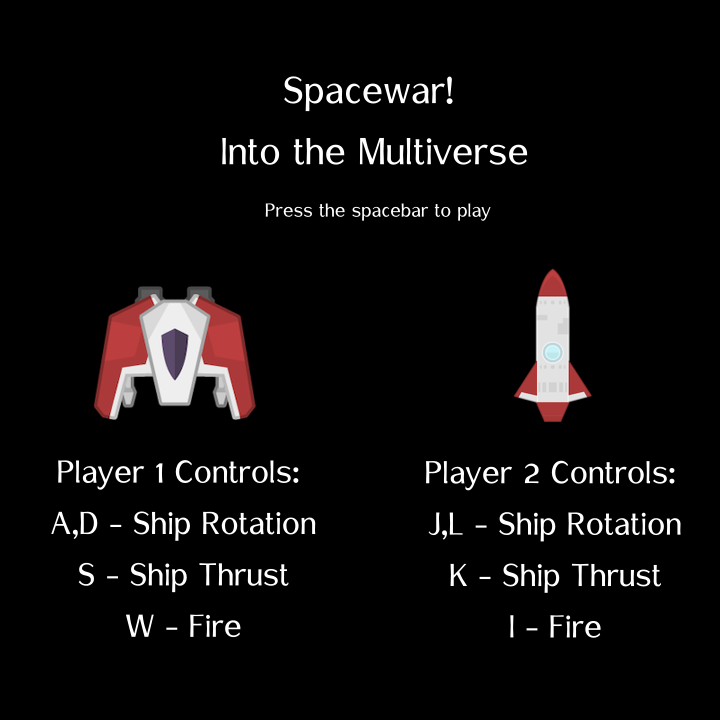 Spacewar!
Into the Multiverse
Press the spacebar to play
Player 1 Controls:
A,D - Ship Rotation
S - Ship Thrust
W - Fire
Player 2 Controls:
J,L - Ship Rotation
K - Ship Thrust
I - Fire